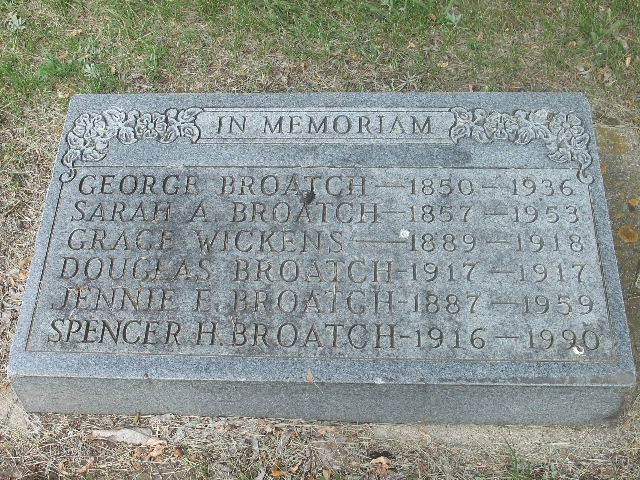 IN MEMORIAM
GEORGE BROATCH — 1850 — 1936
SARAH A. BROATCH — 1857 — 1953
GRACE WICKENS — 1889 — 1918
DOUGLAS BROATCH - 1917 — 1917
JENNIE E. BROATCH - 1887 — 1959
SPENCER H. BROATCH - 1916 — 1990